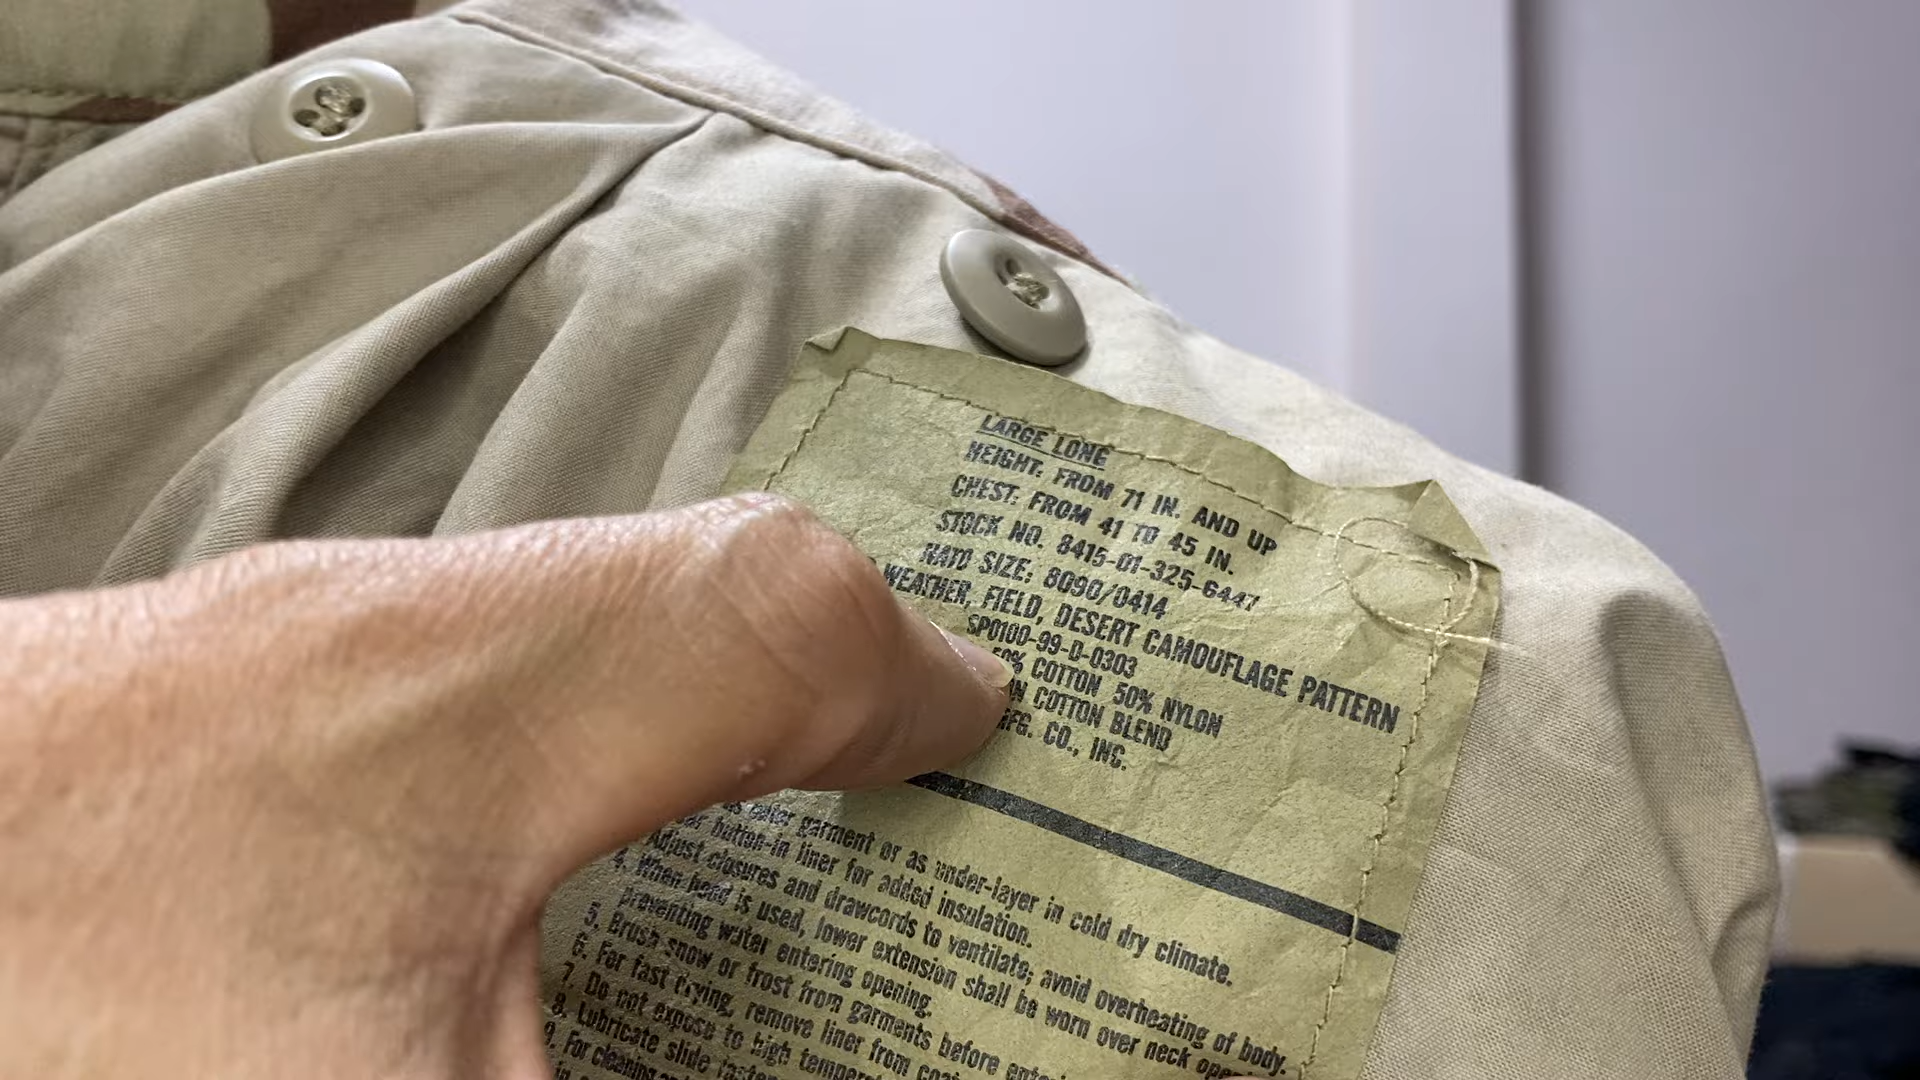 LARGE LONG
HEIGHT: FROM 71 IN. AND UP
CHEST: FROM 41 TO 45 IN.
STOCK NO. 8415-01-325-6447
NATO SIZE: 8090/0414
WEATHER, FIELD, DESERT CAMOUFLAGE PATTERN
SP0100-99-D-0303
50% COTTON 50% NYLON
COTTON BLEND
MFG. CO., INC.
as outer garment or as under-layer in cold dry climate.
button-in liner for added insulation.
Adjust closures and drawcords to ventilate; avoid overheating of body.
4. When hood is used, lower extension shall be worn over neck
preventing water entering opening.
5. Brush snow or frost from garments before
6. For fast drying, remove liner from
7. Do not expose to high
8. Lubricate slide
9. For cleaning